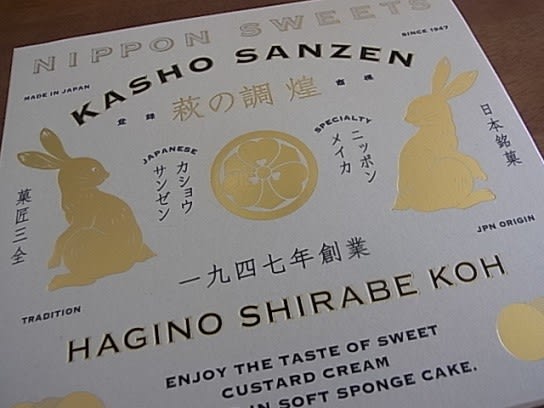 NIPPON SWEETS
MADE IN JAPAN
SINCE 1947
KASHO SANZEN
登録
萩の調 煌
商標
JAPANESE
カショウ
サンゼン
SPECIALTY
ニッポン
メイカ
日本銘菓
菓匠三全
JPN ORIGIN
一九四七年創業
TRADITION
HAGINO SHIRABE KOH
ENJOY THE TASTE OF SWEET
CUSTARD CREAM
IN SOFT SPONGE CAKE.